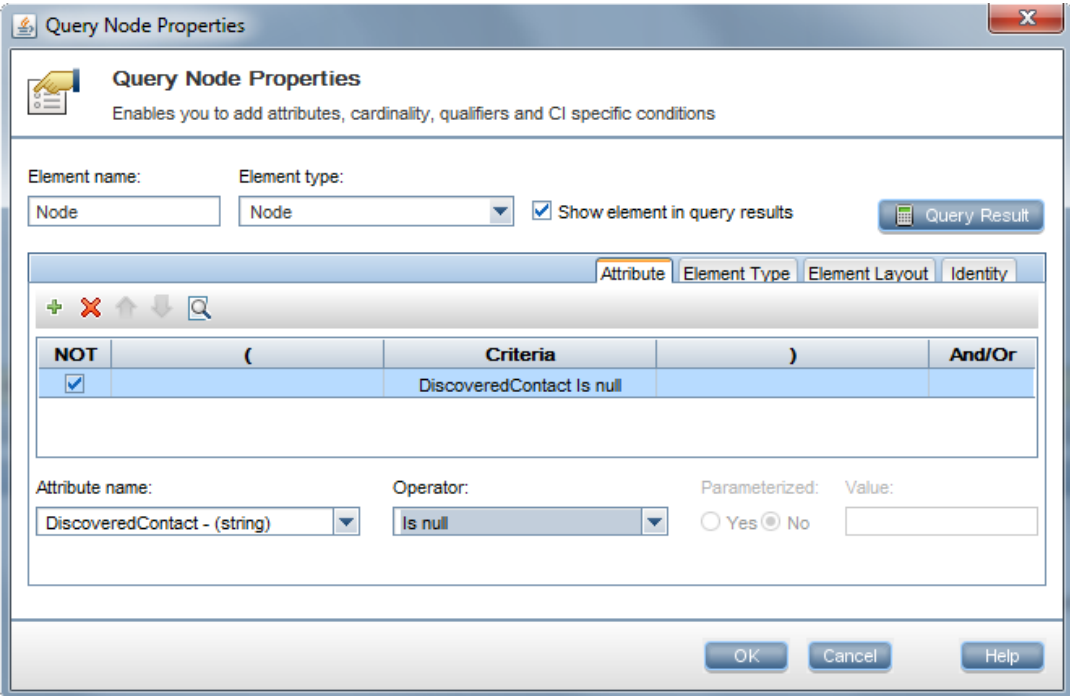 Query Node Properties
Query Node Properties
Enables you to add attributes, cardinality, qualifiers and CI specific conditions
Element name: Element type:
Node Node Show element in query results Query Result
Attribute Element Type Element Layout Identity
NOT ( Criteria ) And/Or
DiscoveredContact Is null
Attribute name: Operator: Parameterized: Value:
DiscoveredContact - (string) Is null Yes No
OK Cancel Help